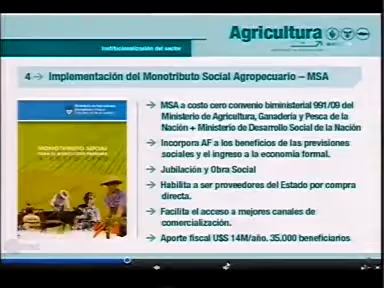 Agricultura
Institucionalización del sector
4 → Implementación del Monotributo Social Agropecuario – MSA
→ MSA a costo cero convenio biministerial 991/09 del
Ministerio de Agricultura, Ganadería y Pesca de la
Nación + Ministerio de Desarrollo Social de la Nación
→ Incorpora AF a los beneficios de las previsiones
sociales y el ingreso a la economía formal.
→ Jubilación y Obra Social
→ Habilita a ser proveedores del Estado por compra
directa.
→ Facilita el acceso a mejores canales de
comercialización.
→ Aporte fiscal U$S 14M/año. 35.000 beneficiarios
MONOTRIBUTO SOCIAL